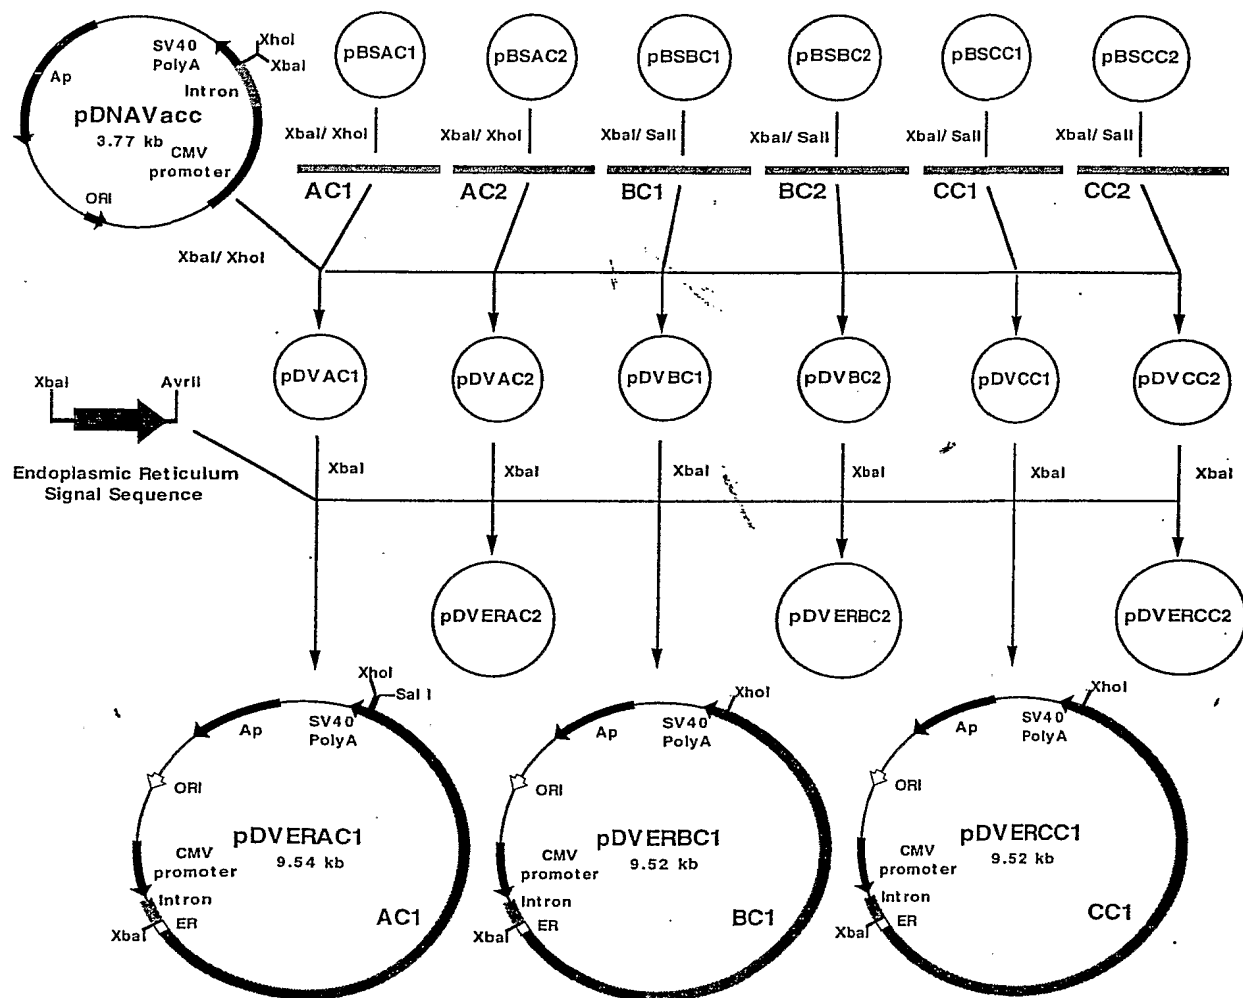 pBSAC1
pBSAC2
pBSBC1
pBSBC2
pBSCC1
pBSCC2
SV40
PolyA
XhoI
XbaI
Ap
Intron
pDNAVacc
3.77 kb
CMV
promoter
ORI
XbaI/ XhoI
XbaI/ XhoI
XbaI/ XhoI
XbaI/ SalI
XbaI/ SalI
XbaI/ SalI
XbaI/ SalI
AC1
AC2
BC1
BC2
CC1
CC2
pDVAC1
pDVAC2
pDVBC1
pDVBC2
pDVCC1
pDVCC2
XbaI
AvrII
Endoplasmic Reticulum
Signal Sequence
XbaI
XbaI
XbaI
XbaI
XbaI
XbaI
pDVERAC2
pDVERBC2
pDVERCC2
XhoI
Sal I
SV40
PolyA
Ap
ORI
pDVERAC1
9.54 kb
CMV
promoter
Intron
ER
XbaI
AC1
XhoI
SV40
PolyA
Ap
ORI
pDVERBC1
9.52 kb
CMV
promoter
Intron
ER
XbaI
BC1
XhoI
SV40
PolyA
Ap
ORI
pDVERCC1
9.52 kb
CMV
promoter
Intron
ER
XbaI
CC1